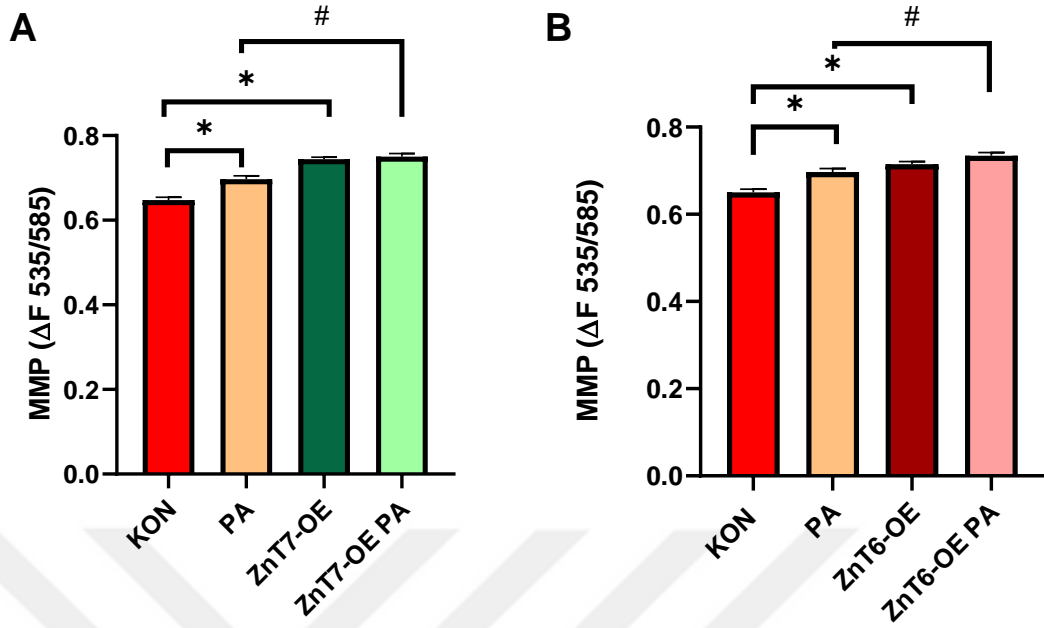 A
#
*
*
MMP (ΔF 535/585)
0.8
0.6
0.4
0.2
0.0
KON
PA
ZnT7-OE
ZnT7-OE PA
B
#
*
*
MMP (ΔF 535/585)
0.8
0.6
0.4
0.2
0.0
KON
PA
ZnT6-OE
ZnT6-OE PA